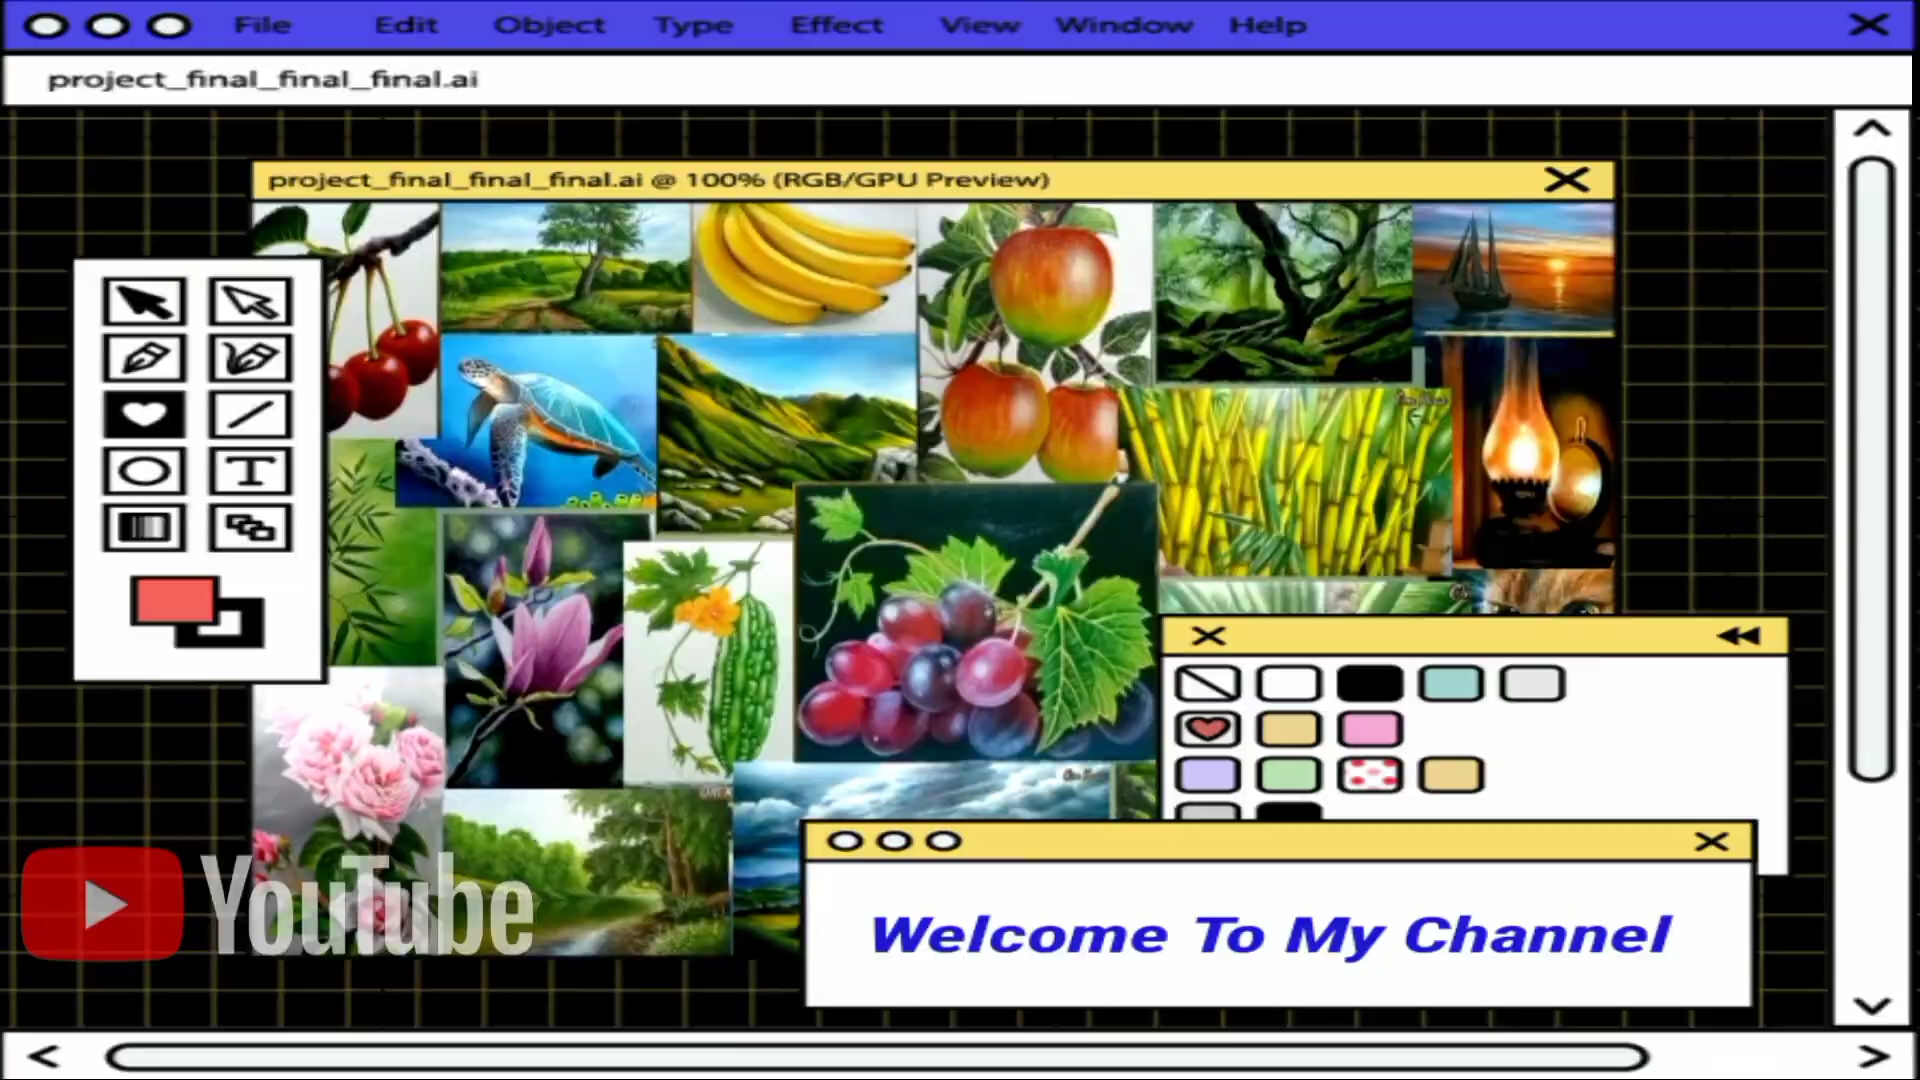 File Edit Object Type Effect View Window Help
project_final_final_final.ai
project_final_final_final.ai @ 100% (RGB/GPU Preview)
T
YouTube
Welcome To My Channel